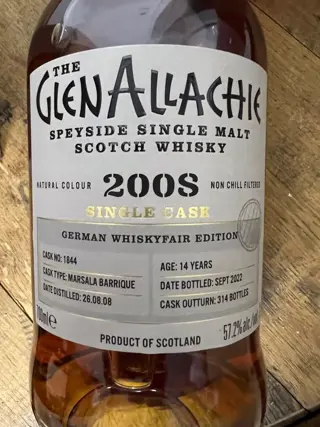 THE
GLENALLACHIE
SPEYSIDE SINGLE MALT
SCOTCH WHISKY
NATURAL COLOUR 2008 NON CHILL FILTERED
SINGLE CASK
GERMAN WHISKYFAIR EDITION
CASK NO: 1844
CASK TYPE: MARSALA BARRIQUE
DATE DISTILLED: 26.08.08
AGE: 14 YEARS
DATE BOTTLED: SEPT 2022
CASK OUTTURN: 314 BOTTLES
PRODUCT OF SCOTLAND
57.2%